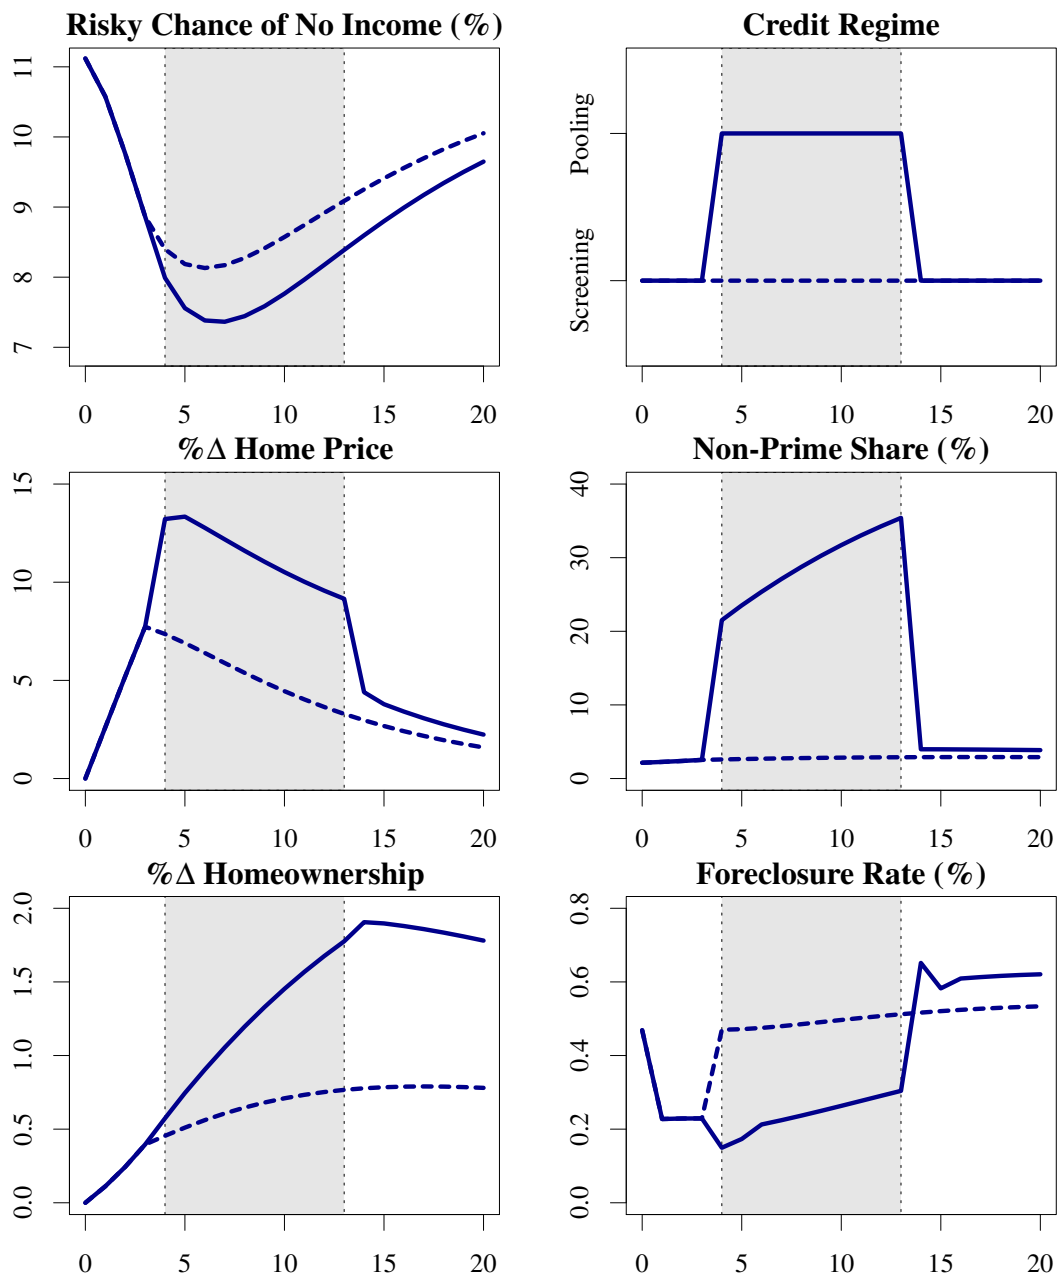 Risky Chance of No Income (%)
7 8 9 10 11
0 5 10 15 20
Credit Regime
Screening Pooling
0 5 10 15 20
%Δ Home Price
0 5 10 15
0 5 10 15 20
Non-Prime Share (%)
0 10 20 30 40
0 5 10 15 20
%Δ Homeownership
0.0 0.5 1.0 1.5 2.0
0 5 10 15 20
Foreclosure Rate (%)
0.0 0.2 0.4 0.6 0.8
0 5 10 15 20